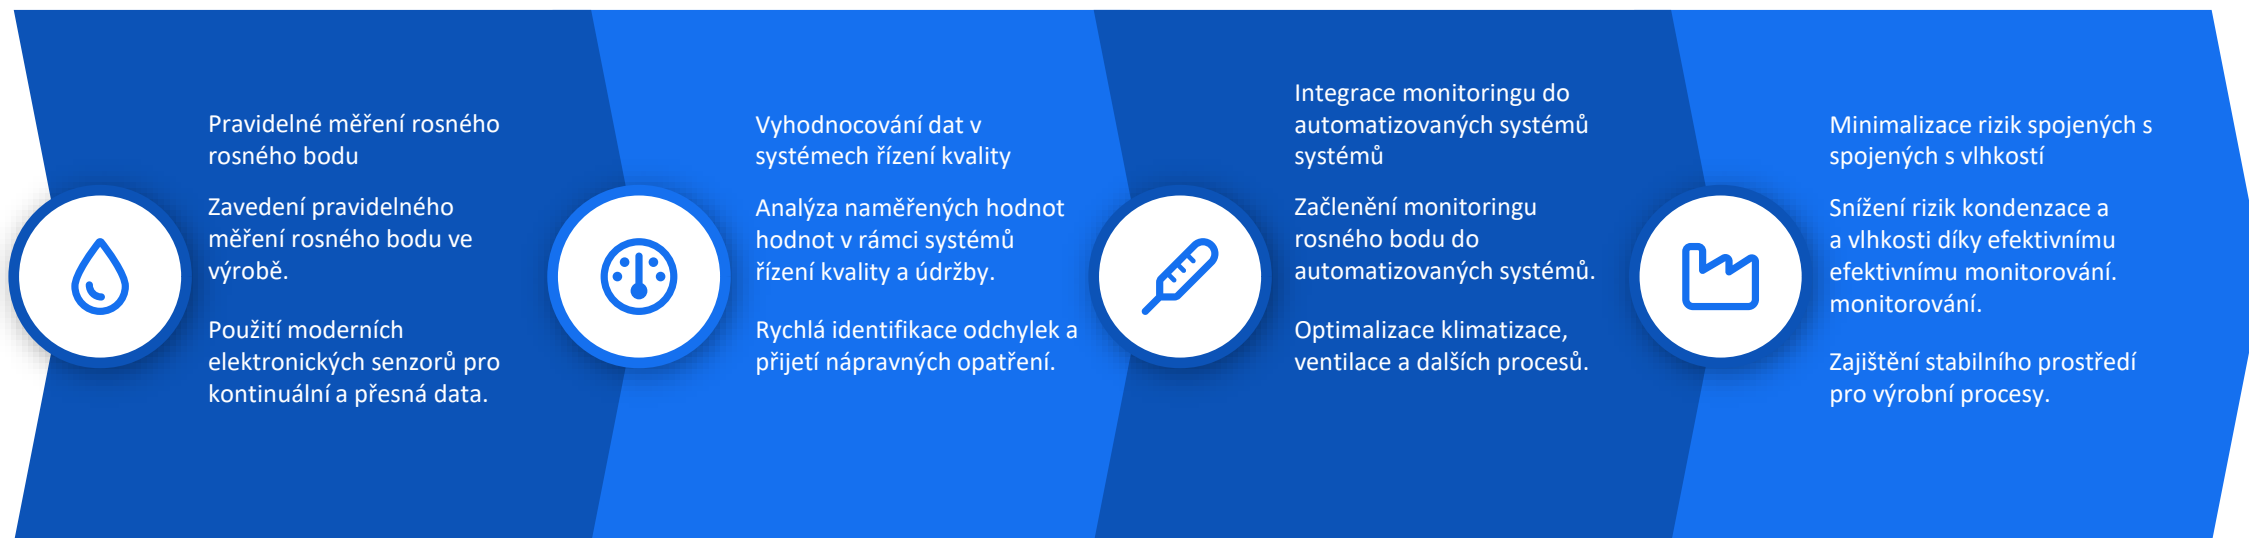 Pravidelné měření rosného
rosného bodu
Zavedení pravidelného
měření rosného bodu ve
výrobě.
Použití moderních
elektronických senzorů pro
kontinuální a přesná data.
Vyhodnocování dat v
systémech řízení kvality
Analýza naměřených hodnot
hodnot v rámci systémů
řízení kvality a údržby.
Rychlá identifikace odchylek a
přijetí nápravných opatření.
Integrace monitoringu do
automatizovaných systémů
systémů
Začlenění monitoringu
rosného bodu do
automatizovaných systémů.
Optimalizace klimatizace,
ventilace a dalších procesů.
Minimalizace rizik spojených s
spojených s vlhkostí
Snížení rizik kondenzace a
a vlhkosti díky efektivnímu
efektivnímu monitorování.
monitorování.
Zajištění stabilního prostředí
pro výrobní procesy.